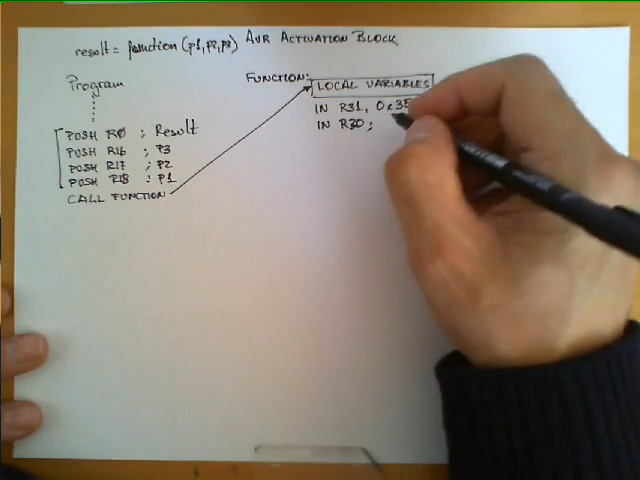 result = function (p1, p2, p3) AVR ACTIVATION BLOCK
Program
PUSH R0 ; Result
PUSH R16 ; P3
PUSH R17 ; P2
PUSH R18 ; P1
CALL FUNCTION
FUNCTION:
LOCAL VARIABLES
IN R31, 0x3E
IN R30;